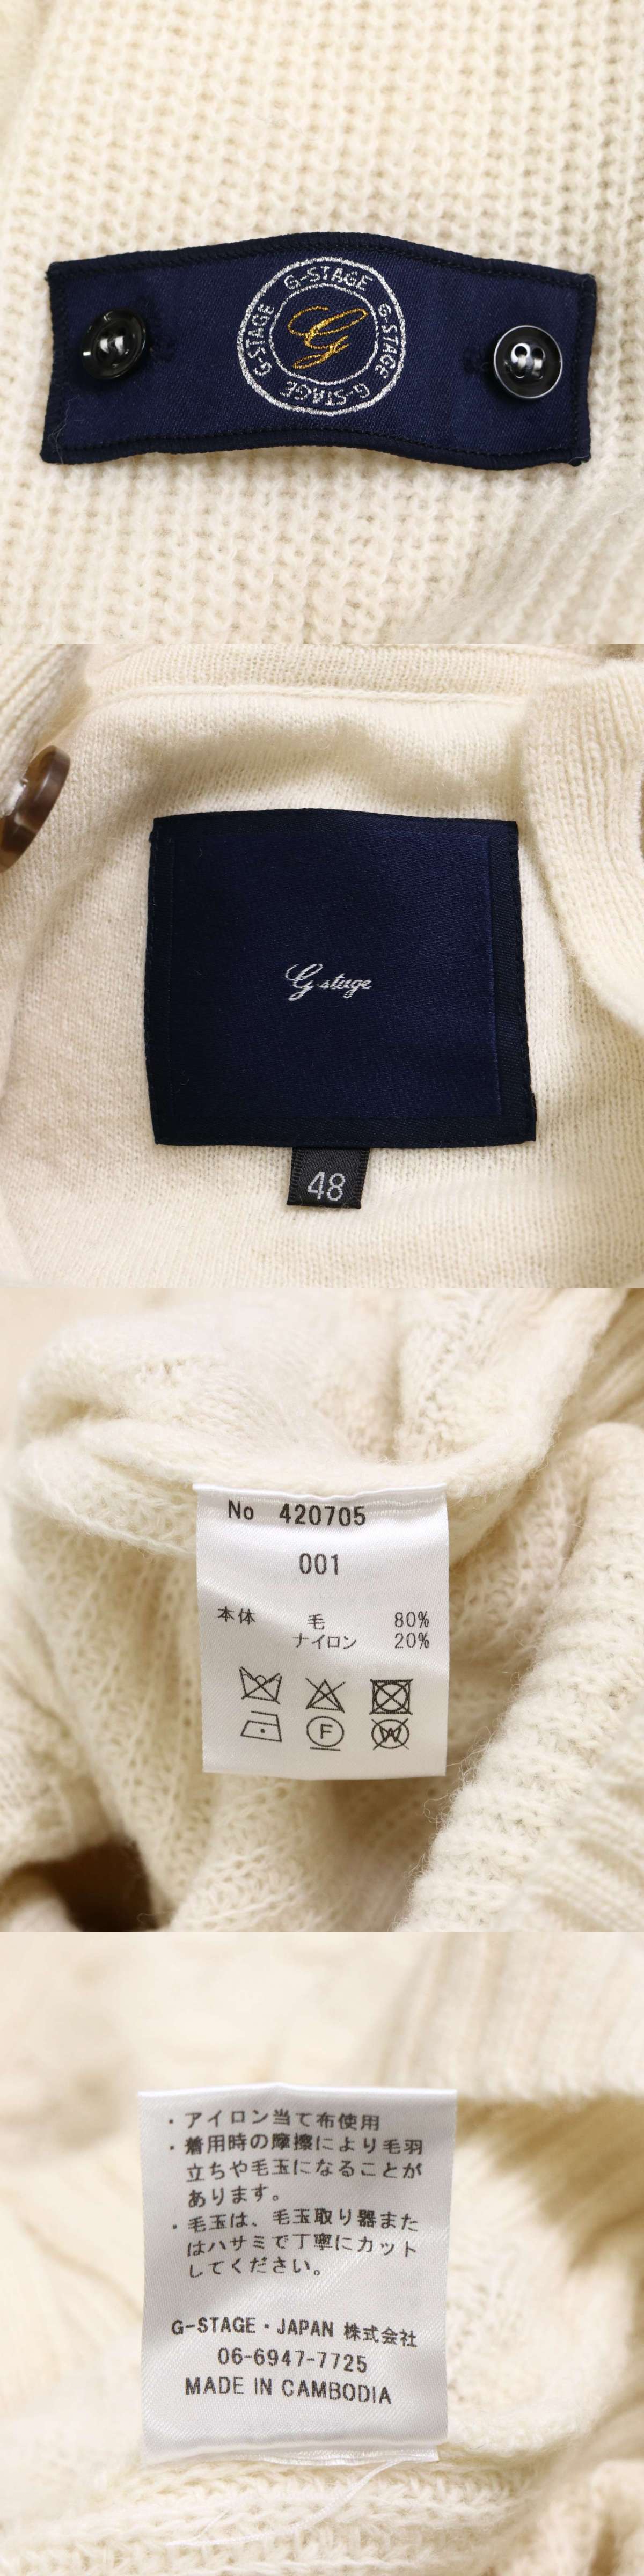 G-STAGE G-STAGE G-STAGE G-STAGE
G
G-stage
48
No 420705
001
本体 毛 80%
ナイロン 20%
F
W
・アイロン当て布使用
・着用時の摩擦により毛羽
立ちや毛玉になることが
あります。
・毛玉は、毛玉取り器また
はハサミで丁寧にカット
してください。
G-STAGE・JAPAN 株式会社
06-6947-7725
MADE IN CAMBODIA